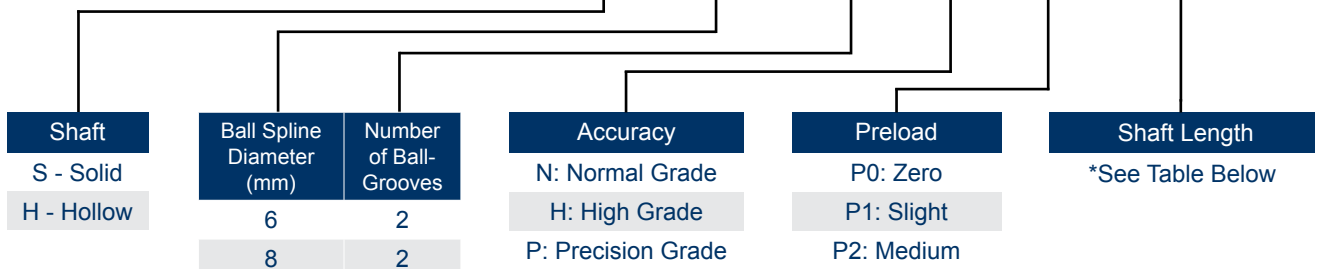 Shaft
S - Solid
H - Hollow
Ball Spline
Diameter
(mm)
Number
of Ball-
Grooves
6 2
8 2
Accuracy
N: Normal Grade
H: High Grade
P: Precision Grade
Preload
P0: Zero
P1: Slight
P2: Medium
Shaft Length
*See Table Below